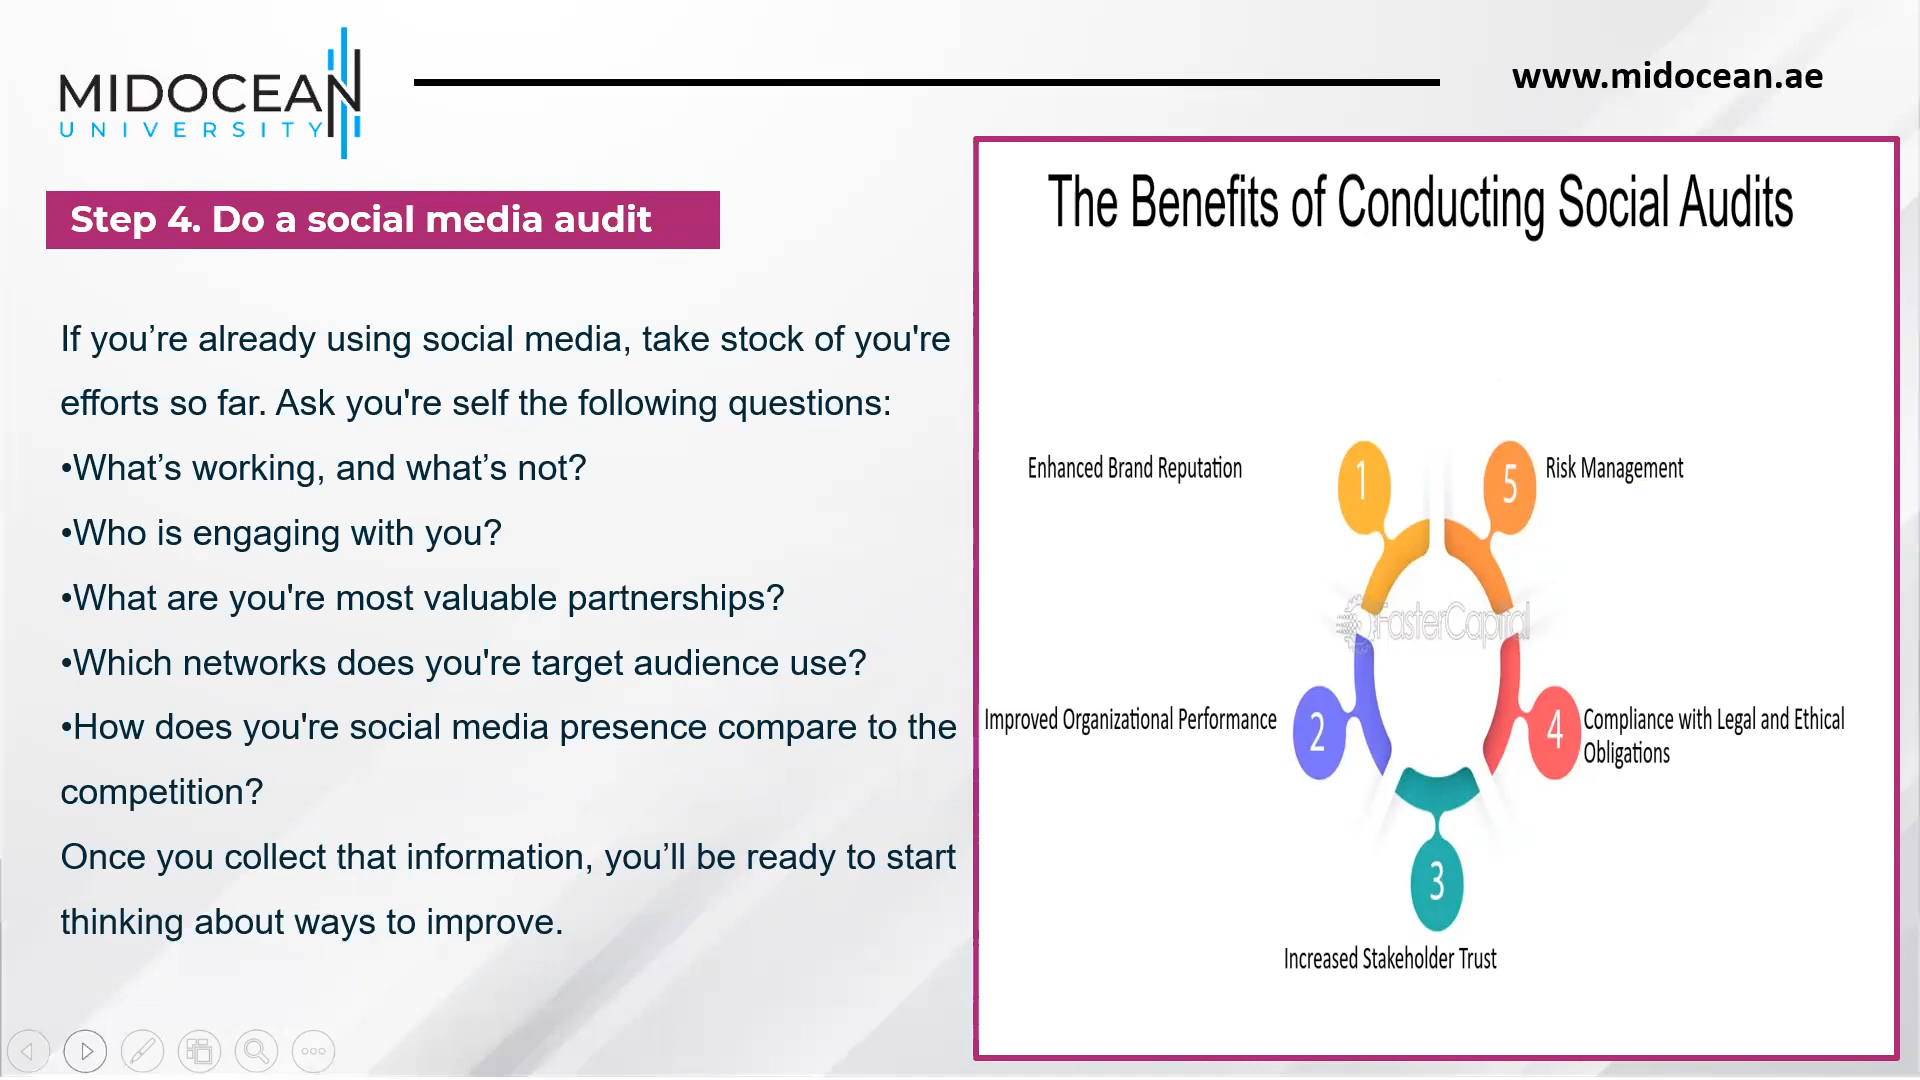 MIDOCEAN
UNIVERSITY
www.midocean.ae
Step 4. Do a social media audit
If you’re already using social media, take stock of you're
efforts so far. Ask you're self the following questions:
•What’s working, and what’s not?
•Who is engaging with you?
•What are you're most valuable partnerships?
•Which networks does you're target audience use?
•How does you're social media presence compare to the
competition?
Once you collect that information, you’ll be ready to start
thinking about ways to improve.
The Benefits of Conducting Social Audits
Enhanced Brand Reputation
1
5
Risk Management
FasterCapital
Improved Organizational Performance
2
4
Compliance with Legal and Ethical
Obligations
3
Increased Stakeholder Trust